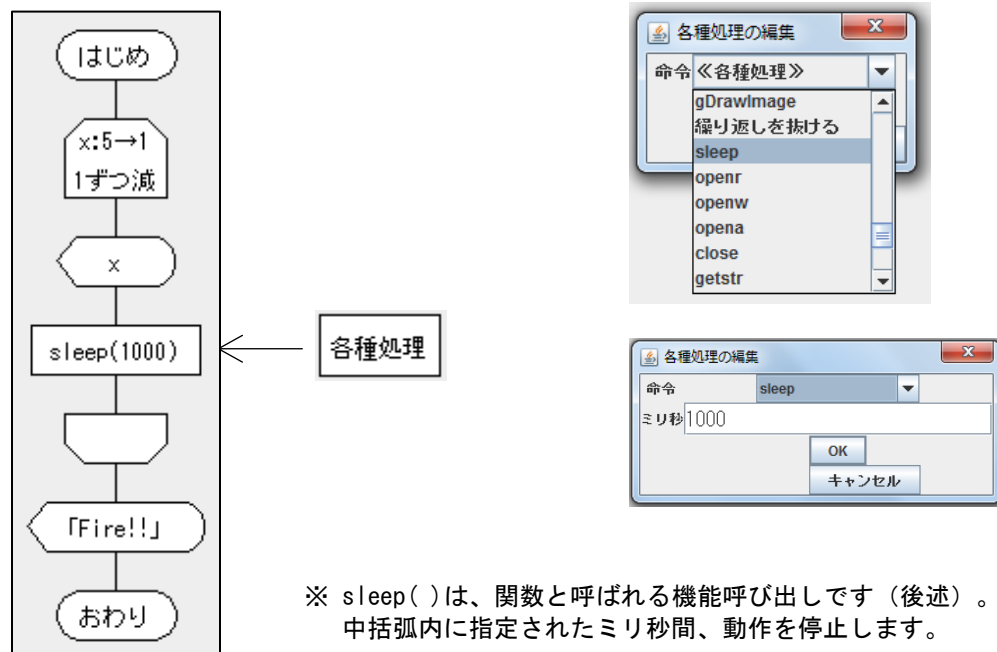 はじめ
x:5→1
1ずつ減
x
sleep(1000)
「Fire!!」
おわり
各種処理
各種処理の編集
命令 ≪各種処理≫
gDrawImage
繰り返しを抜ける
sleep
openr
openw
opena
close
getstr
各種処理の編集
命令 sleep
ミリ秒 1000
OK
キャンセル
※ sleep( )は、関数と呼ばれる機能呼び出しです（後述）。
中括弧内に指定されたミリ秒間、動作を停止します。